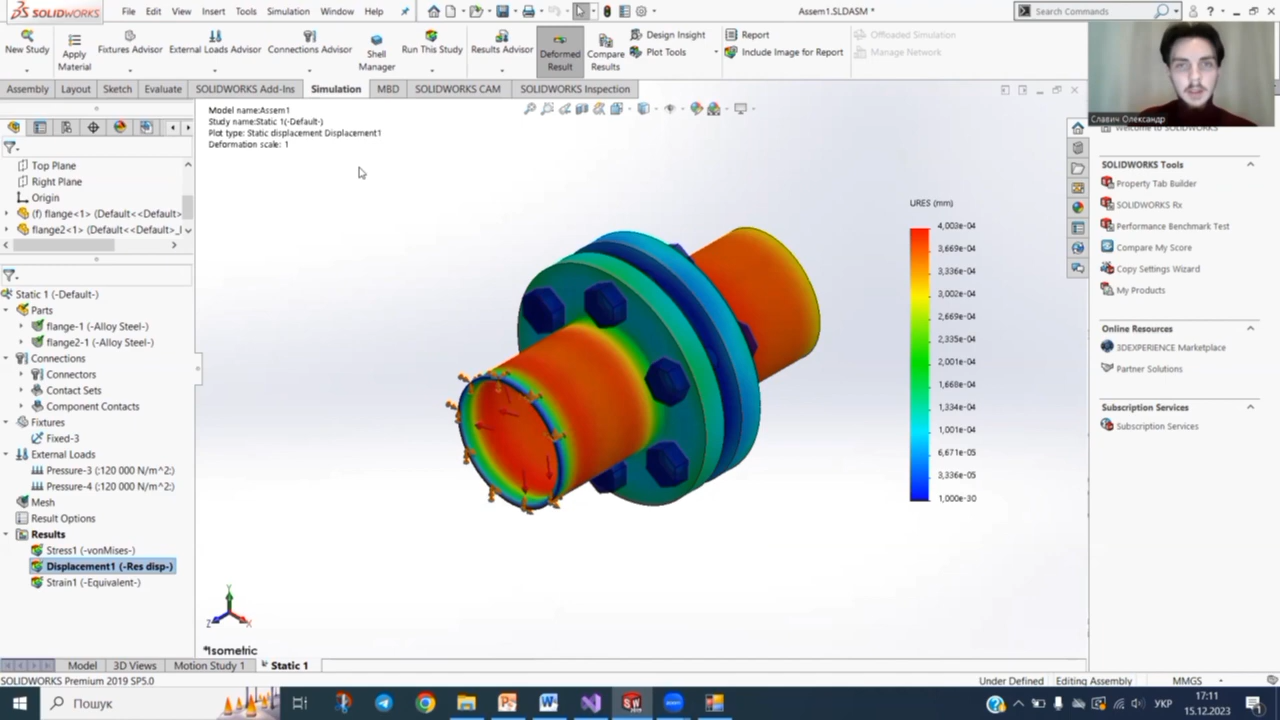 SOLIDWORKS
File Edit View Insert Tools Simulation Window Help
Assem1.SLDASM *
Search Commands
New Study
Apply Material
Fixtures Advisor
External Loads Advisor
Connections Advisor
Shell Manager
Run This Study
Results Advisor
Deformed Result
Compare Results
Design Insight
Plot Tools
Report
Include Image for Report
Offloaded Simulation
Manage Network
Assembly Layout Sketch Evaluate SOLIDWORKS Add-Ins Simulation MBD SOLIDWORKS CAM SOLIDWORKS Inspection
Славич Олександр
Top Plane
Right Plane
Origin
(f) flange<1> (Default<<Default>
flange2<1> (Default<<Default>_
Static 1 (-Default-)
Parts
flange-1 (-Alloy Steel-)
flange2-1 (-Alloy Steel-)
Connections
Connectors
Contact Sets
Component Contacts
Fixtures
Fixed-3
External Loads
Pressure-3 (:120 000 N/m^2:)
Pressure-4 (:120 000 N/m^2:)
Mesh
Result Options
Results
Stress1 (-vonMises-)
Displacement1 (-Res disp-)
Strain1 (-Equivalent-)
Model name:Assem1
Study name:Static 1(-Default-)
Plot type: Static displacement Displacement1
Deformation scale: 1
URES (mm)
4,003e-04
3,669e-04
3,336e-04
3,002e-04
2,669e-04
2,335e-04
2,001e-04
1,668e-04
1,334e-04
1,001e-04
6,671e-05
3,336e-05
1,000e-30
Y
Z
X
*Isometric
Welcome to SOLIDWORKS
SOLIDWORKS Tools
Property Tab Builder
SOLIDWORKS Rx
Performance Benchmark Test
Compare My Score
Copy Settings Wizard
My Products
Online Resources
3DEXPERIENCE Marketplace
Partner Solutions
Subscription Services
Subscription Services
Model 3D Views Motion Study 1 Static 1
SOLIDWORKS Premium 2019 SP5.0
Under Defined Editing Assembly MMGS
Пошук
УКР
17:11
15.12.2023